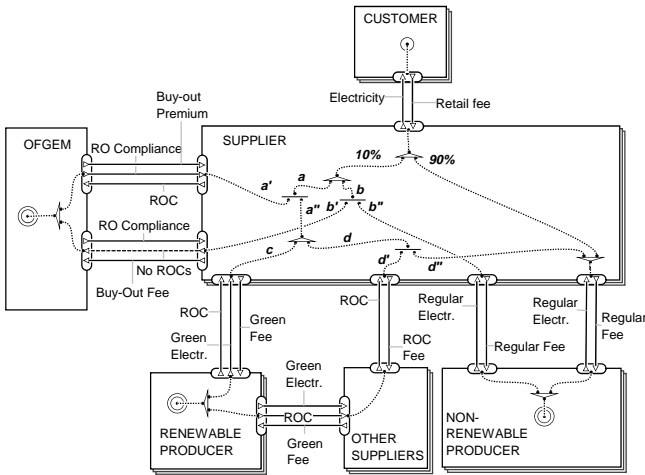 CUSTOMER
Electricity
Retail fee
Buy-out
Premium
OFGEM
RO Compliance
ROC
SUPPLIER
10%
90%
a
a'
a"
b
b'
b"
RO Compliance
No ROCs
Buy-Out Fee
c
d
d'
d"
ROC
Green
Electr.
Green
Fee
ROC
ROC
Fee
Regular
Electr.
Regular Fee
Regular
Electr.
Regular
Fee
RENEWABLE
PRODUCER
Green
Electr.
ROC
Green
Fee
OTHER
SUPPLIERS
NON-
RENEWABLE
PRODUCER